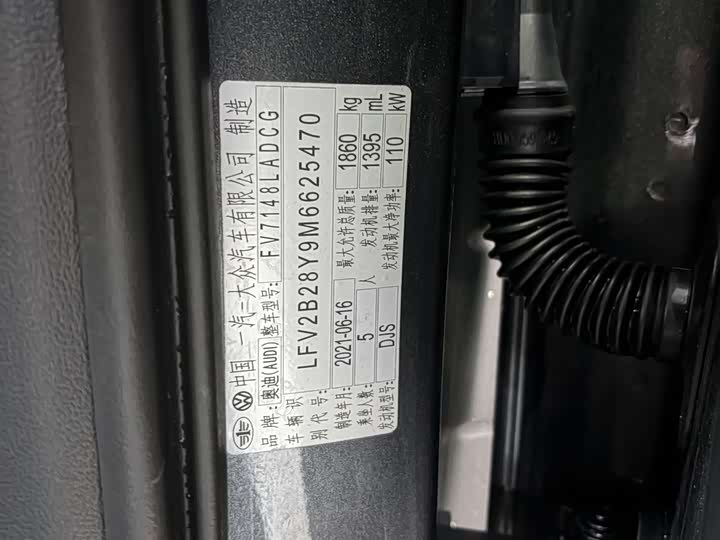 中国 一汽-大众汽车有限公司 制造
品牌: 奥迪(AUDI) 整车型号: FV7148LADCG
车辆识别代号: LFV2B28Y9M6625470
制造年月: 2021-06-16 最大允许总质量: 1860 kg
乘坐人数: 5 人 发动机排量: 1395 mL
发动机型号: DJS 发动机最大净功率: 110 kW